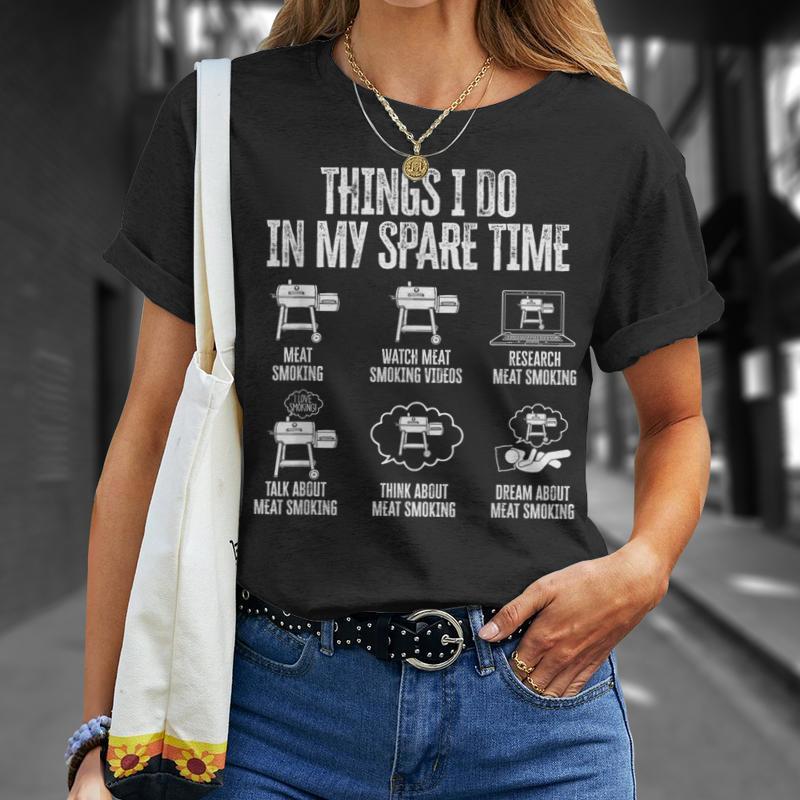 THINGS I DO
IN MY SPARE TIME
MEAT
SMOKING
WATCH MEAT
SMOKING VIDEOS
RESEARCH
MEAT SMOKING
I LOVE
SMOKING!
TALK ABOUT
MEAT SMOKING
THINK ABOUT
MEAT SMOKING
DREAM ABOUT
MEAT SMOKING